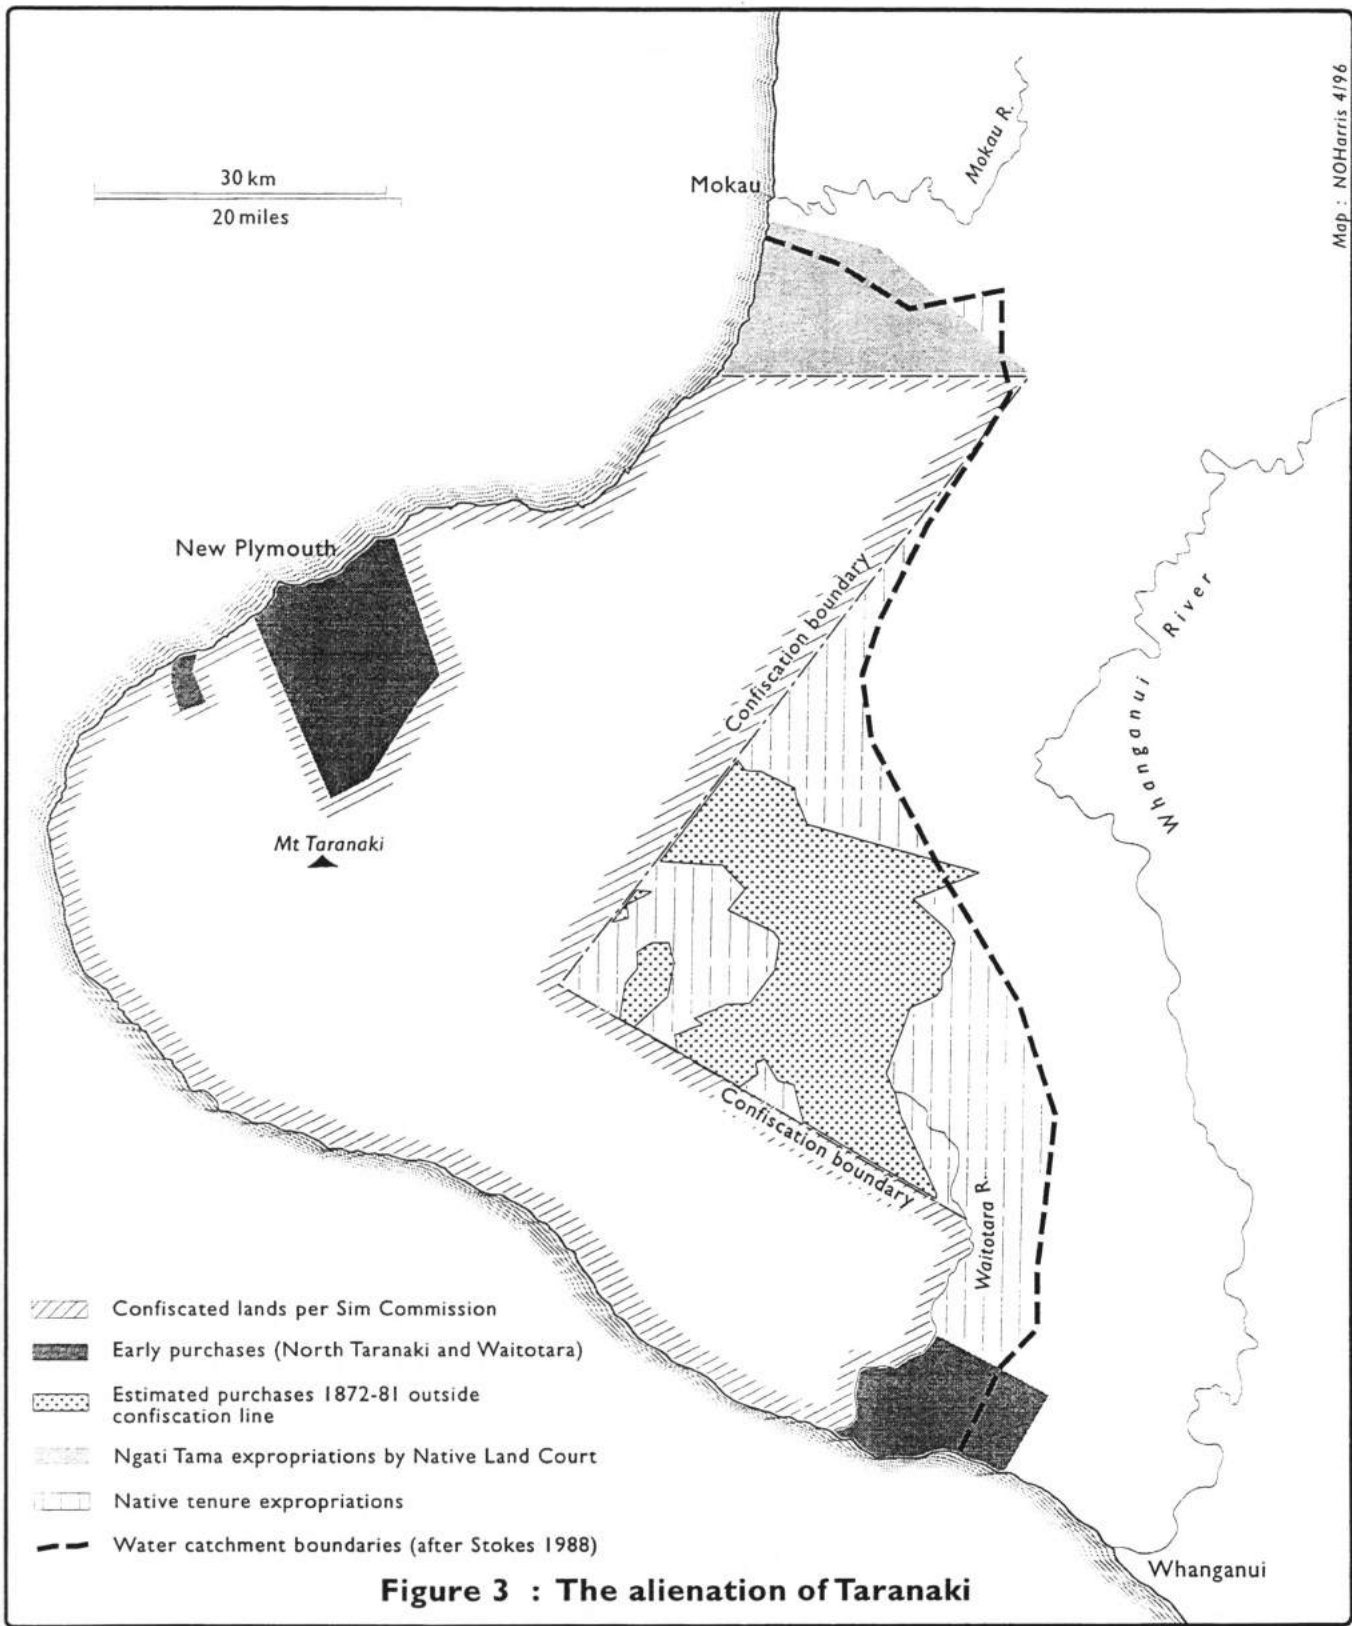 Map : NOHarris 4/96
Mokau R.
30 km
20 miles
Mokau
New Plymouth
Confiscation boundary
Whanganui River
Mt Taranaki
Confiscation boundary
Waitotara R.
Confiscated lands per Sim Commission
Early purchases (North Taranaki and Waitotara)
Estimated purchases 1872-81 outside
confiscation line
Ngati Tama expropriations by Native Land Court
Native tenure expropriations
Water catchment boundaries (after Stokes 1988)
Whanganui
Figure 3 : The alienation of Taranaki